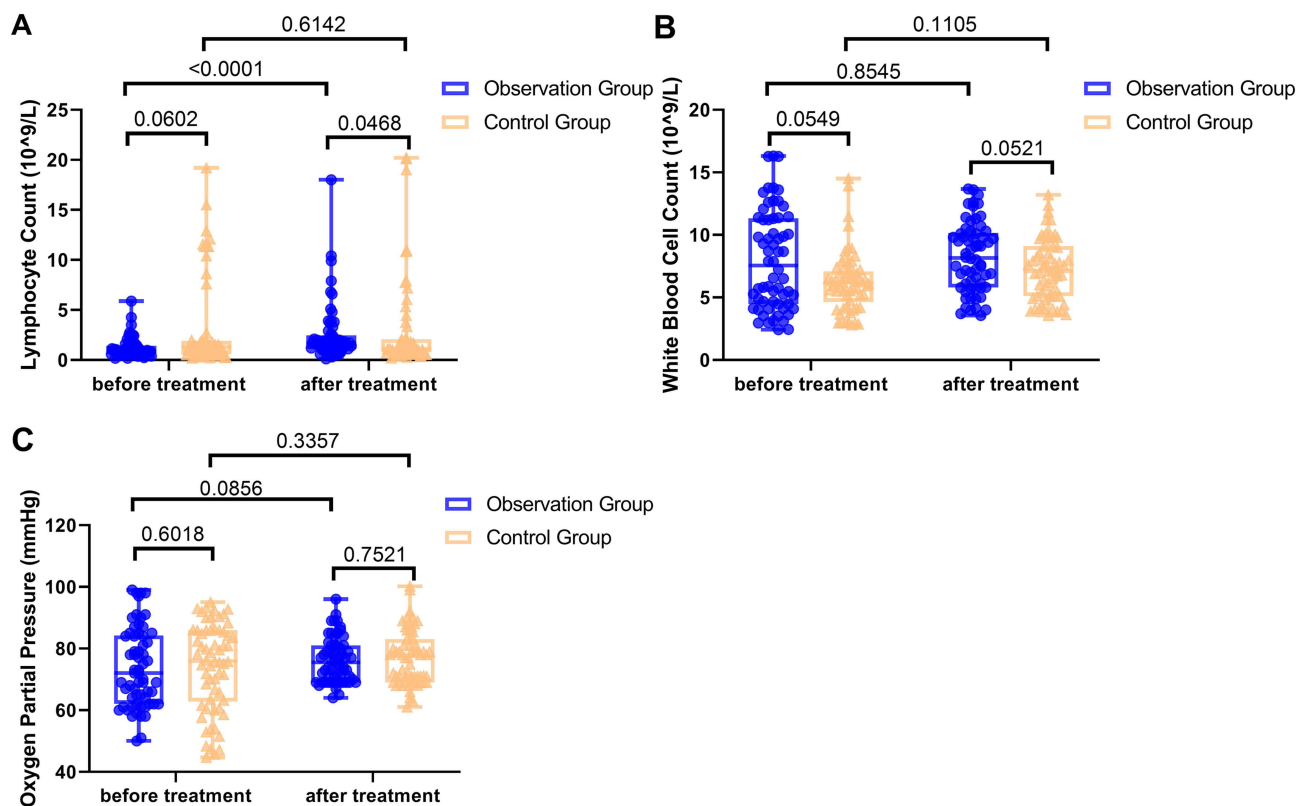 A
Lymphocyte Count (10^9/L)
0.6142
<0.0001
0.0602
0.0468
Observation Group
Control Group
25
20
15
10
5
0
before treatment
after treatment
B
White Blood Cell Count (10^9/L)
0.1105
0.8545
0.0549
0.0521
Observation Group
Control Group
20
15
10
5
0
before treatment
after treatment
C
Oxygen Partial Pressure (mmHg)
0.3357
0.0856
0.6018
0.7521
Observation Group
Control Group
120
100
80
60
40
before treatment
after treatment